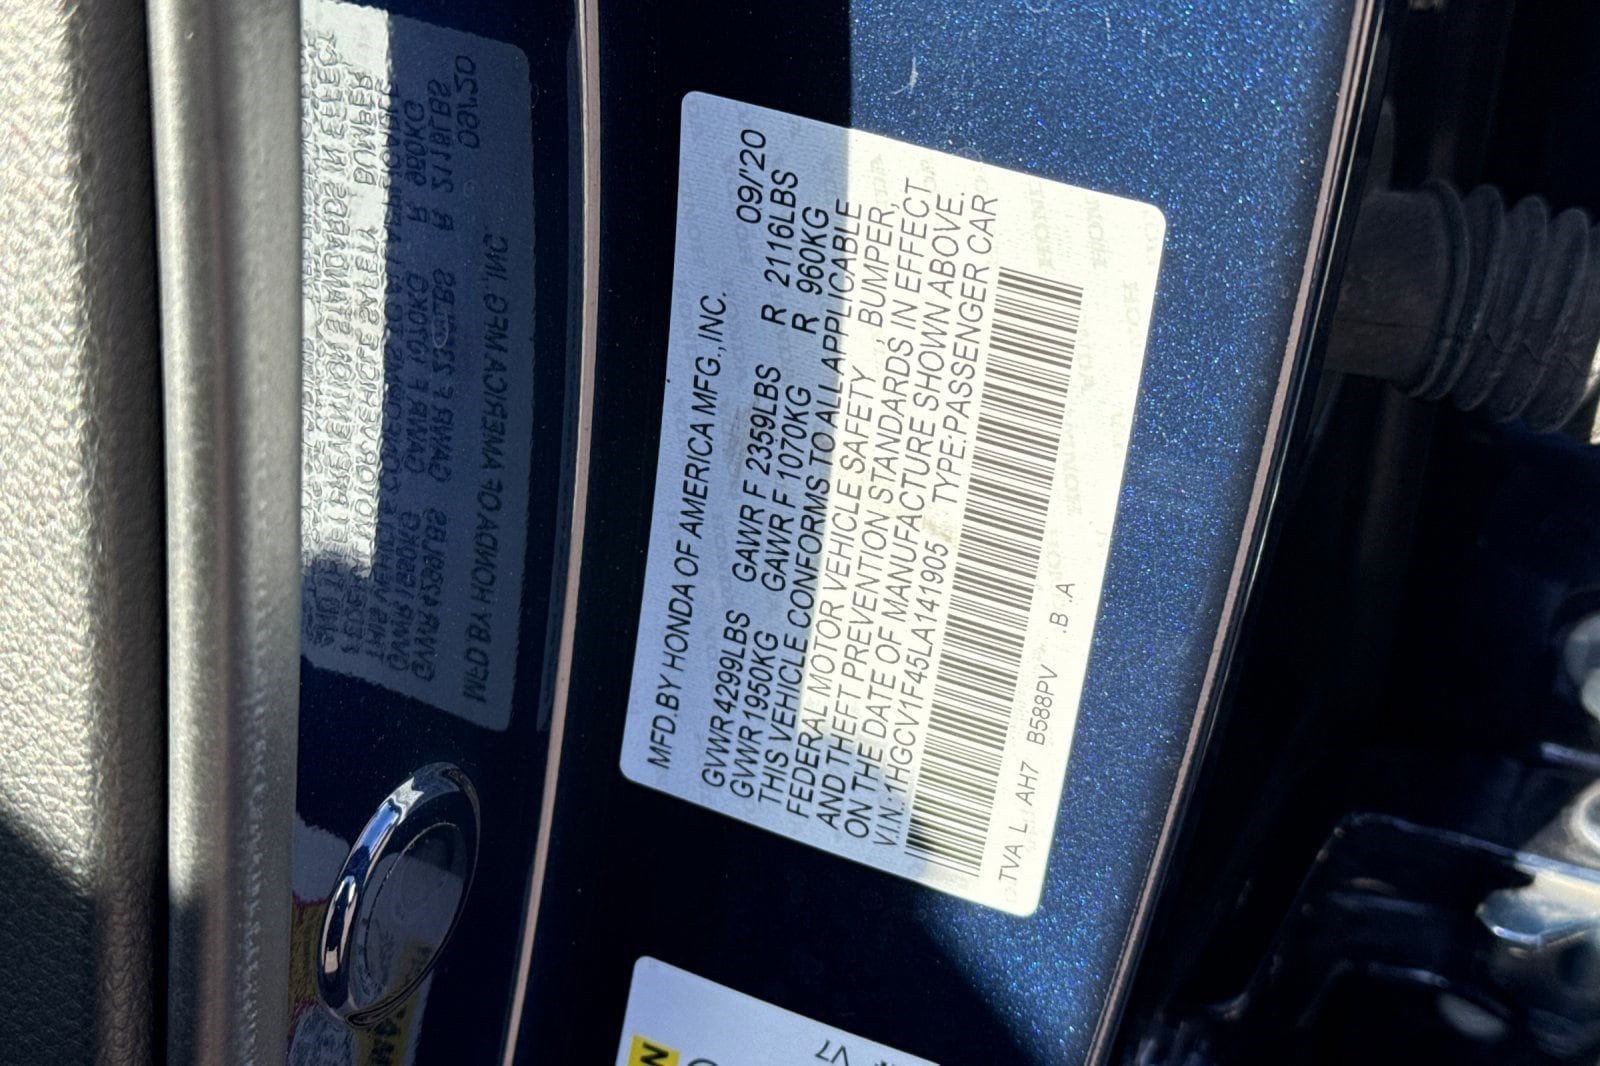 MFD.BY HONDA OF AMERICA MFG.,INC. 09/'20
GVWR 4299LBS GAWR F 2359LBS R 2116LBS
GVWR 1950KG GAWR F 1070KG R 960KG
THIS VEHICLE CONFORMS TO ALL APPLICABLE
FEDERAL MOTOR VEHICLE SAFETY, BUMPER,
AND THEFT PREVENTION STANDARDS IN EFFECT
ON THE DATE OF MANUFACTURE SHOWN ABOVE.
V.I.N.:1HGCV1F45LA141905 TYPE:PASSENGER CAR
TVA L AH7 B588PV .B .A
V7